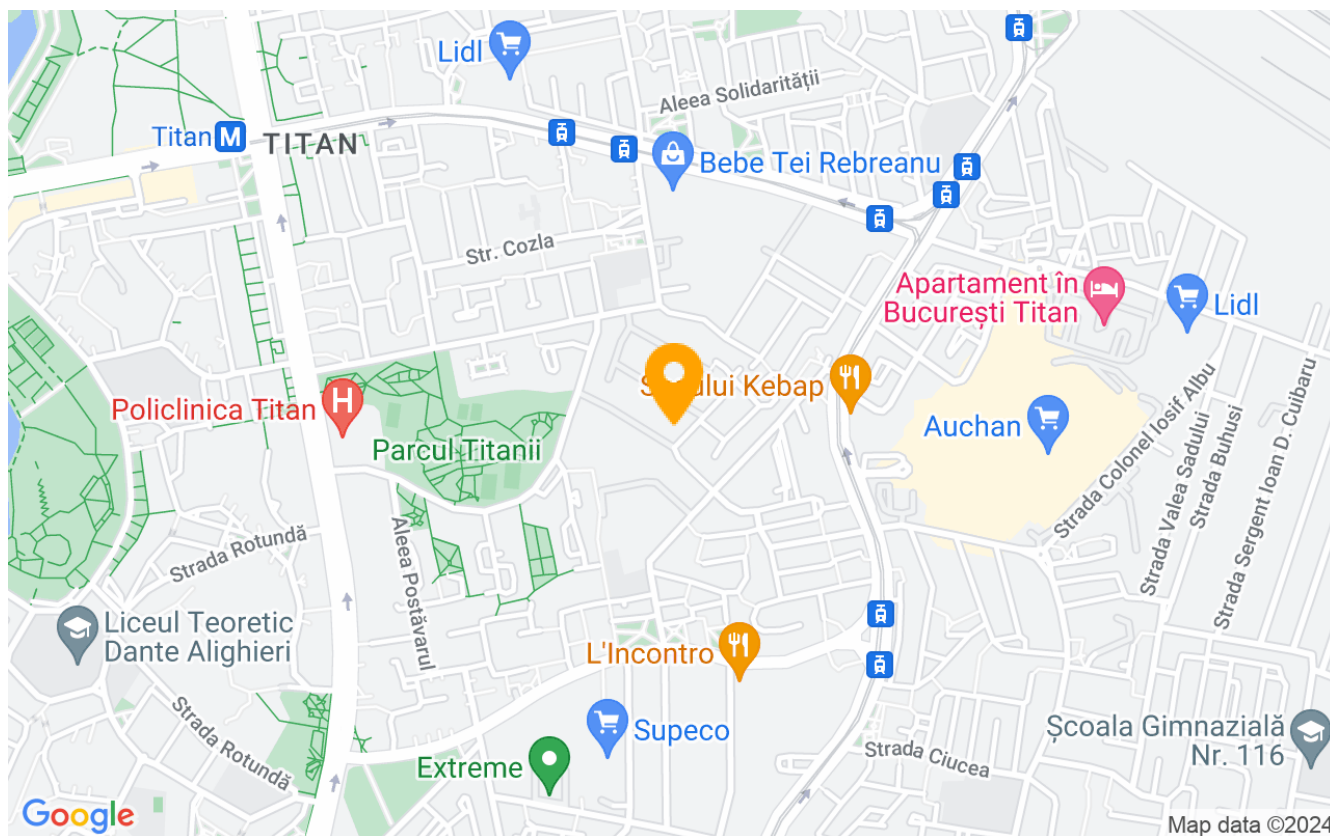 Lidl
Aleea Solidarității
Titan
M
TITAN
Bebe Tei Rebreanu
Str. Cozla
Apartament în
București Titan
Lidl
Kebap
Policlinica Titan
H
Parcul Titanii
Auchan
Strada Colonel Iosif Albu
Strada Valea Sadului
Strada Buhusi
Strada Sergent Ioan D. Cuibaru
Strada Rotundă
Aleea Postăvarul
Liceul Teoretic
Dante Alighieri
L'Incontro
Strada Rotundă
Supeco
Extreme
Strada Ciucea
Școala Gimnazială
Nr. 116
Google
Map data ©2024